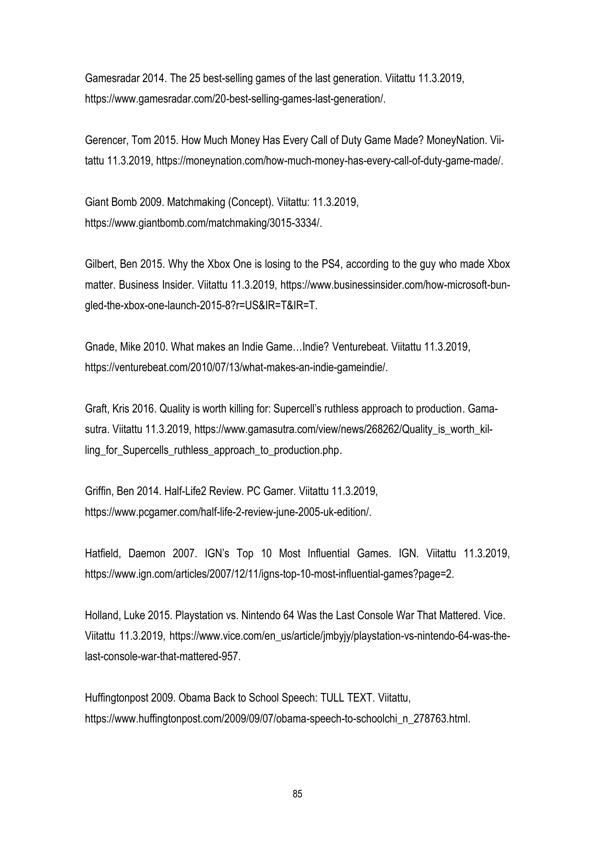 Gamesradar 2014. The 25 best-selling games of the last generation. Viitattu 11.3.2019,
https://www.gamesradar.com/20-best-selling-games-last-generation/.
Gerencer, Tom 2015. How Much Money Has Every Call of Duty Game Made? MoneyNation. Vii-
tattu 11.3.2019, https://moneynation.com/how-much-money-has-every-call-of-duty-game-made/.
Giant Bomb 2009. Matchmaking (Concept). Viitattu: 11.3.2019,
https://www.giantbomb.com/matchmaking/3015-3334/.
Gilbert, Ben 2015. Why the Xbox One is losing to the PS4, according to the guy who made Xbox
matter. Business Insider. Viitattu 11.3.2019, https://www.businessinsider.com/how-microsoft-bun-
gled-the-xbox-one-launch-2015-8?r=US&IR=T&IR=T.
Gnade, Mike 2010. What makes an Indie Game…Indie? Venturebeat. Viitattu 11.3.2019,
https://venturebeat.com/2010/07/13/what-makes-an-indie-gameindie/.
Graft, Kris 2016. Quality is worth killing for: Supercell’s ruthless approach to production. Gama-
sutra. Viitattu 11.3.2019, https://www.gamasutra.com/view/news/268262/Quality_is_worth_kil-
ling_for_Supercells_ruthless_approach_to_production.php.
Griffin, Ben 2014. Half-Life2 Review. PC Gamer. Viitattu 11.3.2019,
https://www.pcgamer.com/half-life-2-review-june-2005-uk-edition/.
Hatfield, Daemon 2007. IGN’s Top 10 Most Influential Games. IGN. Viitattu 11.3.2019,
https://www.ign.com/articles/2007/12/11/igns-top-10-most-influential-games?page=2.
Holland, Luke 2015. Playstation vs. Nintendo 64 Was the Last Console War That Mattered. Vice.
Viitattu 11.3.2019, https://www.vice.com/en_us/article/jmbyjy/playstation-vs-nintendo-64-was-the-
last-console-war-that-mattered-957.
Huffingtonpost 2009. Obama Back to School Speech: TULL TEXT. Viitattu,
https://www.huffingtonpost.com/2009/09/07/obama-speech-to-schoolchi_n_278763.html.
85